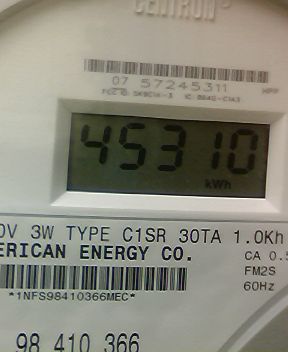 CENTRON
07 57245311
45310
kWh
0V 3W TYPE C1SR 30TA 1.0Kh
ERICAN ENERGY CO.
CA 0.5
FM2S
*1NFS98410366MEC*
60Hz
98 410 366